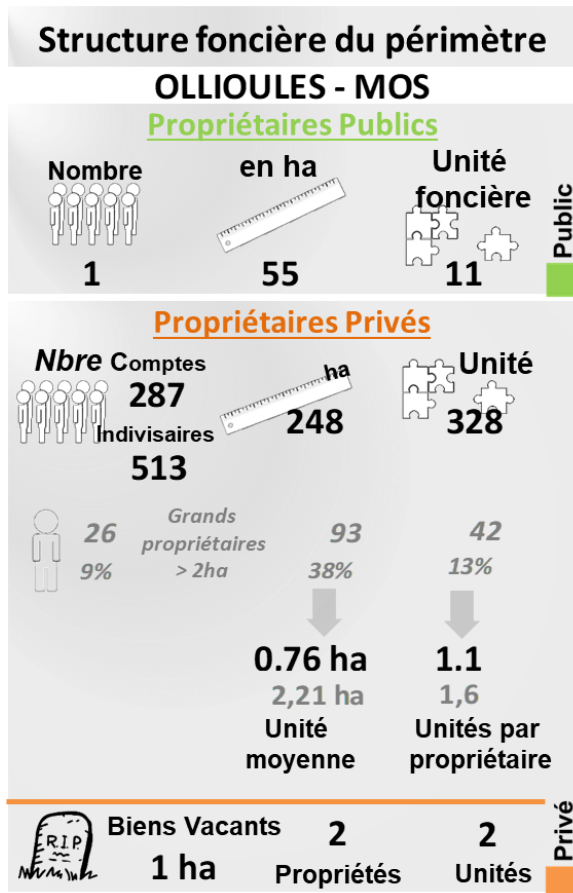 Structure foncière du périmètre
OLLIOULES - MOS
Propriétaires Publics
Nombre
en ha
Unité
foncière
1
55
11
Public
Propriétaires Privés
Nbre Comptes
287
Indivisaires
513
ha
248
Unité
328
26
9%
Grands
propriétaires
> 2ha
93
38%
42
13%
0.76 ha
2,21 ha
Unité
moyenne
1.1
1,6
Unités par
propriétaire
R.I.P.
Biens Vacants
1 ha
2
Propriétés
2
Unités
Privé